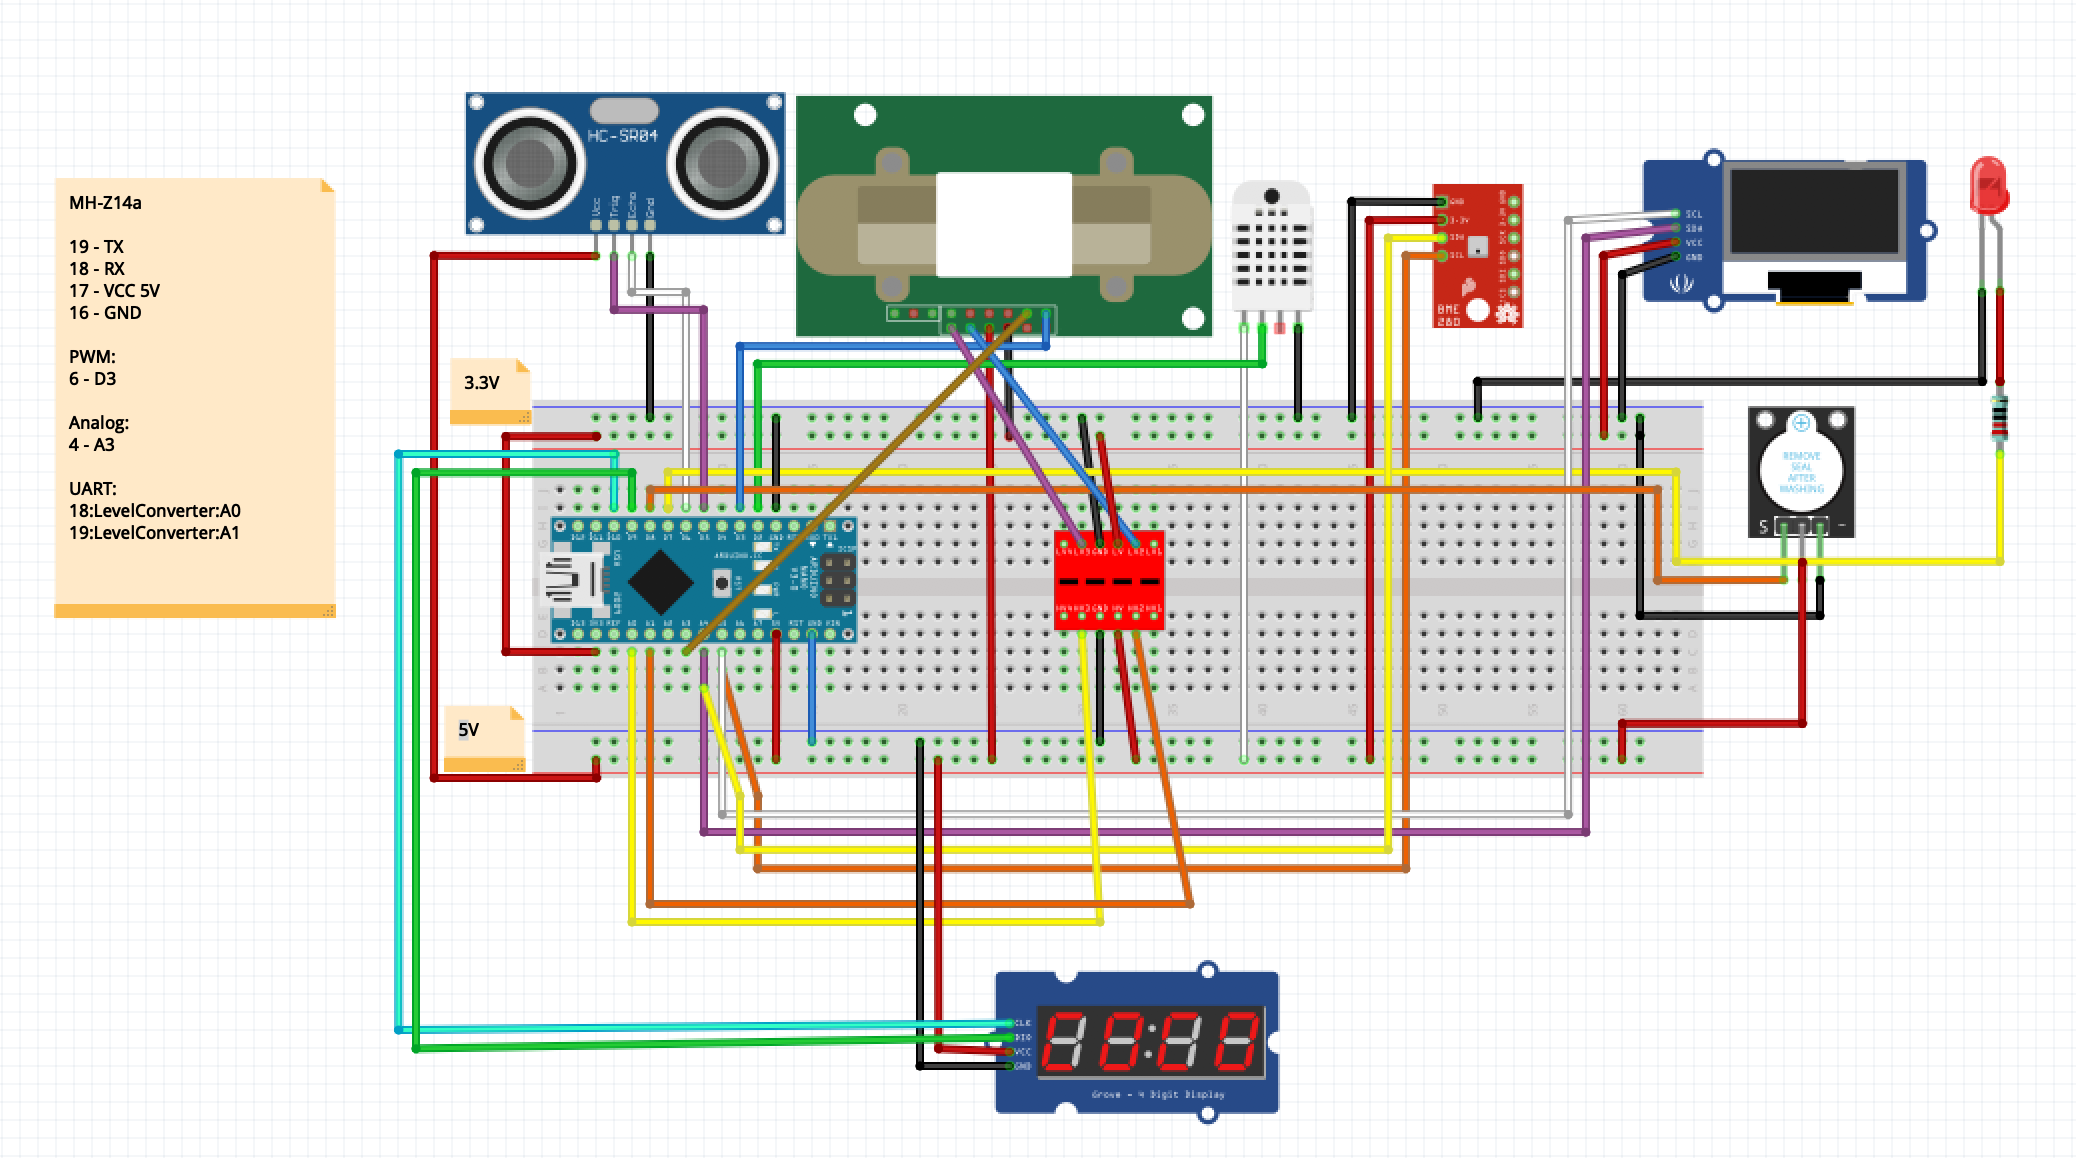 MH-Z14a
19 - TX
18 - RX
17 - VCC 5V
16 - GND
PWM:
6 - D3
Analog:
4 - A3
UART:
18:LevelConverter:A0
19:LevelConverter:A1
HC-SR04
Vcc
Trig
Echo
Gnd
3.3V
5V
GND
3.3V
SDA
SCL
BME
280
SCL
SDA
VCC
GND
REMOVE
SEAL
AFTER
WASHING
S
-
CLK
DIO
VCC
GND
Grove - 4 Digit Display